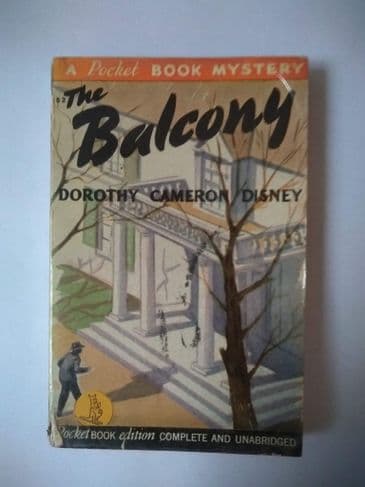 A Pocket BOOK MYSTERY
The
Balcony
DOROTHY CAMERON DISNEY
Pocket BOOK edition COMPLETE AND UNABRIDGED